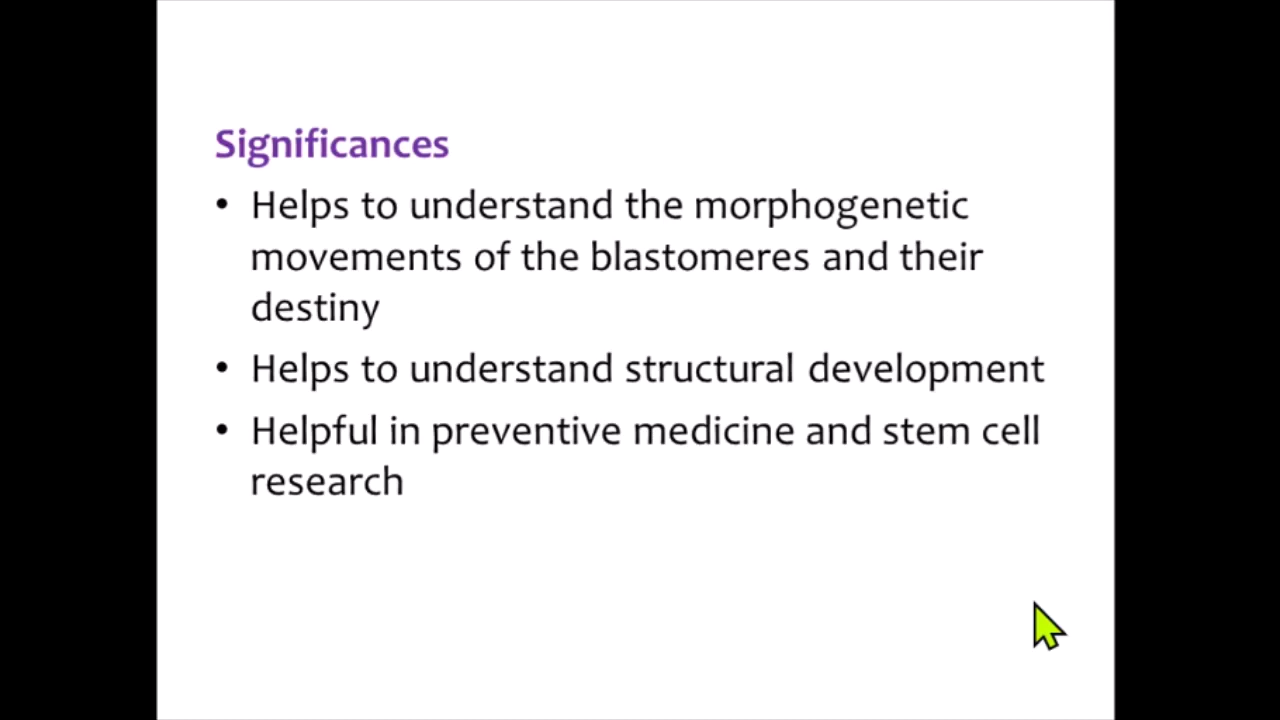 Significances
• Helps to understand the morphogenetic
movements of the blastomeres and their
destiny
• Helps to understand structural development
• Helpful in preventive medicine and stem cell
research